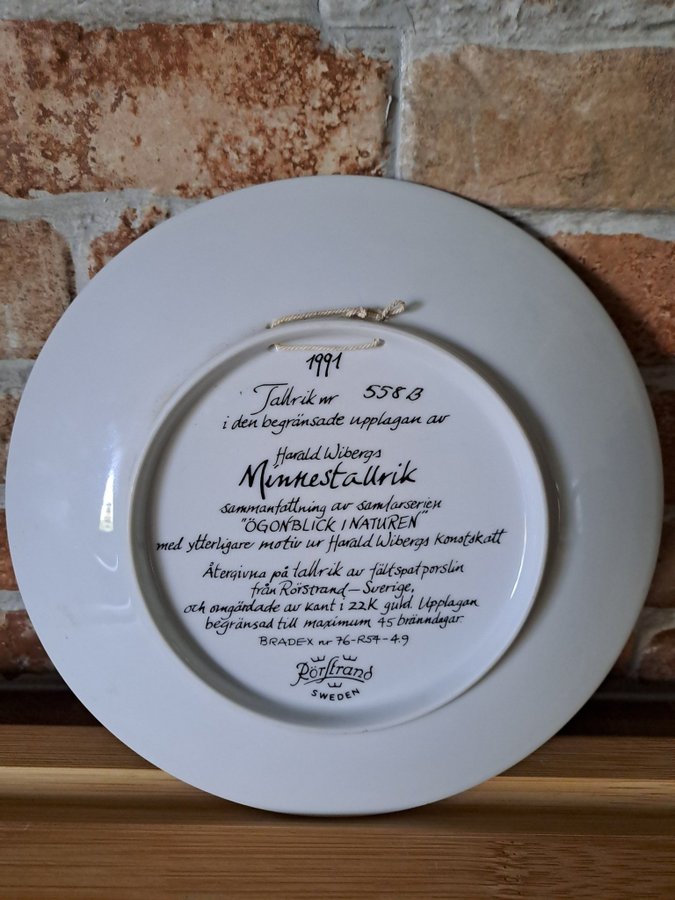 1991
Tallrik nr 558B
i den begränsade upplagan av
Harald Wibergs
Minnestallrik
sammanfattning av samlarserien
"ÖGONBLICK I NATUREN"
med ytterligare motiv ur Harald Wibergs konstskatt
Återgivna på tallrik av fältspatporslin
från Rörstrand - Sverige,
och omgärdade av kant i 22K guld. Upplagan
begränsad till maximum 45 bränndagar.
BRADEX nr 76-R54-4.9
Rörstrand
SWEDEN